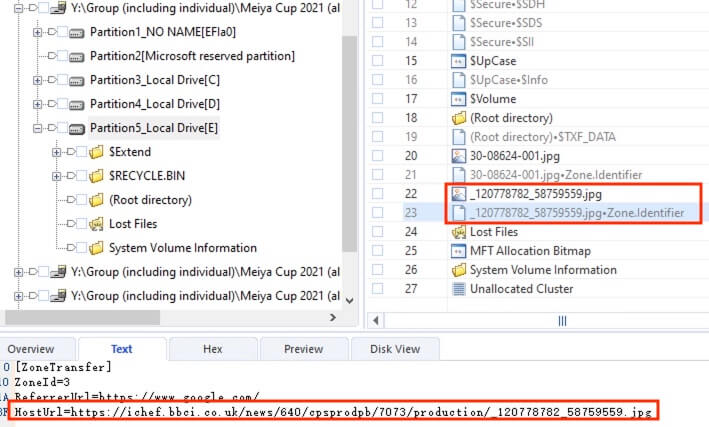 Y:\Group (including individual)\Meiya Cup 2021 (al
Partition1_NO NAME[EFIa0]
Partition2[Microsoft reserved partition]
Partition3_Local Drive[C]
Partition4_Local Drive[D]
Partition5_Local Drive[E]
$Extend
$RECYCLE.BIN
(Root directory)
Lost Files
System Volume Information
Y:\Group (including individual)\Meiya Cup 2021 (al
Y:\Group (including individual)\Meiya Cup 2021 (al
12 $Secure•$SDH
13 $Secure•$SDS
14 $Secure•$SII
15 $UpCase
16 $UpCase•$Info
17 $Volume
18 (Root directory)
19 (Root directory)•$TXF_DATA
20 30-08624-001.jpg
21 30-08624-001.jpg•Zone.Identifier
22 _120778782_58759559.jpg
23 _120778782_58759559.jpg•Zone.Identifier
24 Lost Files
25 MFT Allocation Bitmap
26 System Volume Information
27 Unallocated Cluster
Overview Text Hex Preview Disk View
0 [ZoneTransfer]
ZoneId=3
ReferrerUrl=https://www.google.com/
HostUrl=https://ichef.bbci.co.uk/news/640/cpsprodpb/7073/production/_120778782_58759559.jpg